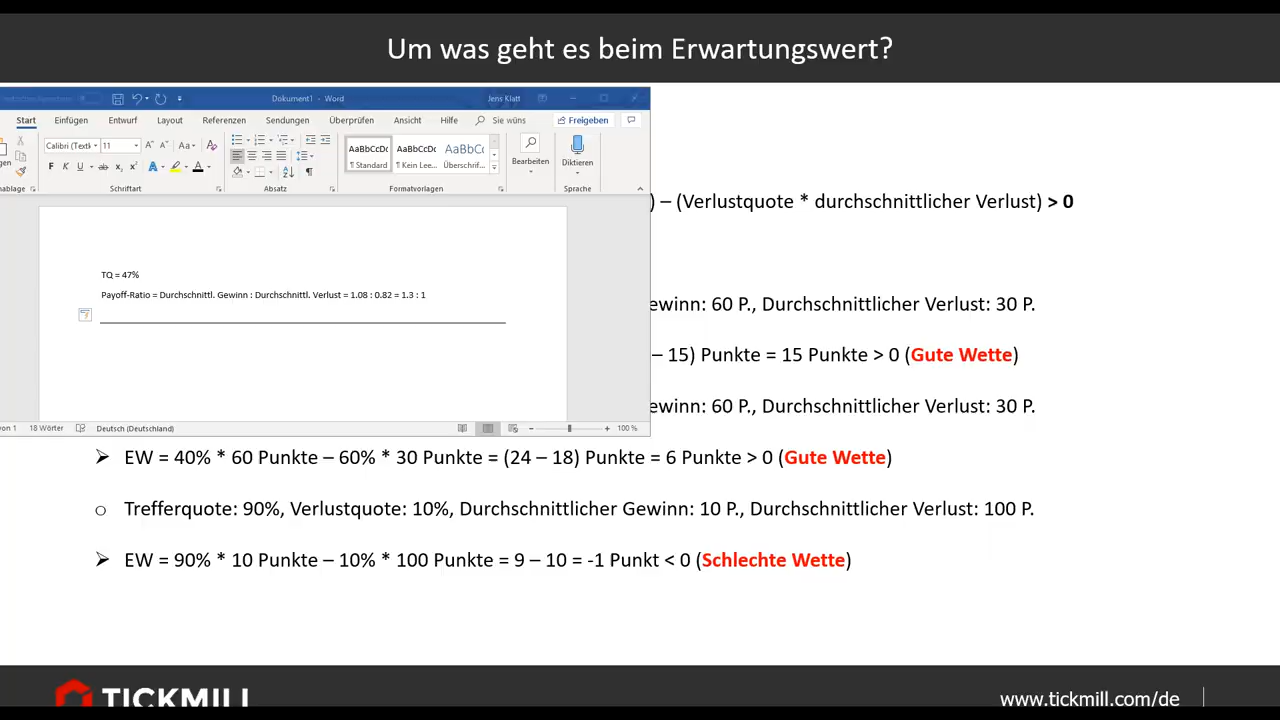 Um was geht es beim Erwartungswert?
Dokument1 - Word
Jens Klatt
Start Einfügen Entwurf Layout Referenzen Sendungen Überprüfen Ansicht Hilfe Sie wüns Freigeben
Calibri (Textk 11 Aa
AaBbCcDc AaBbCcDc AaBbCc
F K U ab x₂ x² A A
¶ Standard ¶ Kein Lee... Überschrif...
Bearbeiten Diktieren
Schriftart Absatz Formatvorlagen Sprache
) – (Verlustquote * durchschnittlicher Verlust) > 0
TQ = 47%
Payoff-Ratio = Durchschnittl. Gewinn : Durchschnittl. Verlust = 1.08 : 0.82 = 1.3 : 1
ewinn: 60 P., Durchschnittlicher Verlust: 30 P.
– 15) Punkte = 15 Punkte > 0 (Gute Wette)
ewinn: 60 P., Durchschnittlicher Verlust: 30 P.
von 1 18 Wörter Deutsch (Deutschland) 100 %
EW = 40% * 60 Punkte – 60% * 30 Punkte = (24 – 18) Punkte = 6 Punkte > 0 (Gute Wette)
Trefferquote: 90%, Verlustquote: 10%, Durchschnittlicher Gewinn: 10 P., Durchschnittlicher Verlust: 100 P.
EW = 90% * 10 Punkte – 10% * 100 Punkte = 9 – 10 = -1 Punkt < 0 (Schlechte Wette)
TICKMILL
www.tickmill.com/de